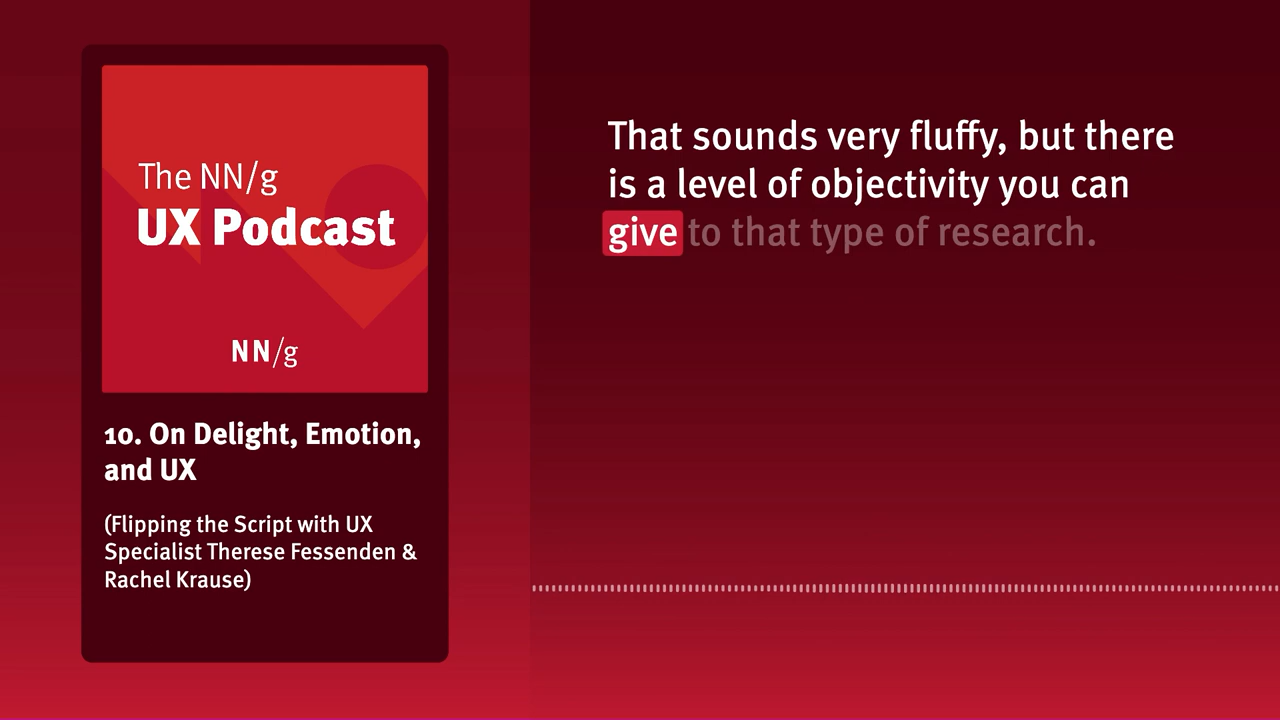 The NN/g
UX Podcast
NN/g
10. On Delight, Emotion,
and UX
(Flipping the Script with UX
Specialist Therese Fessenden &
Rachel Krause)
That sounds very fluffy, but there
is a level of objectivity you can
give to that type of research.